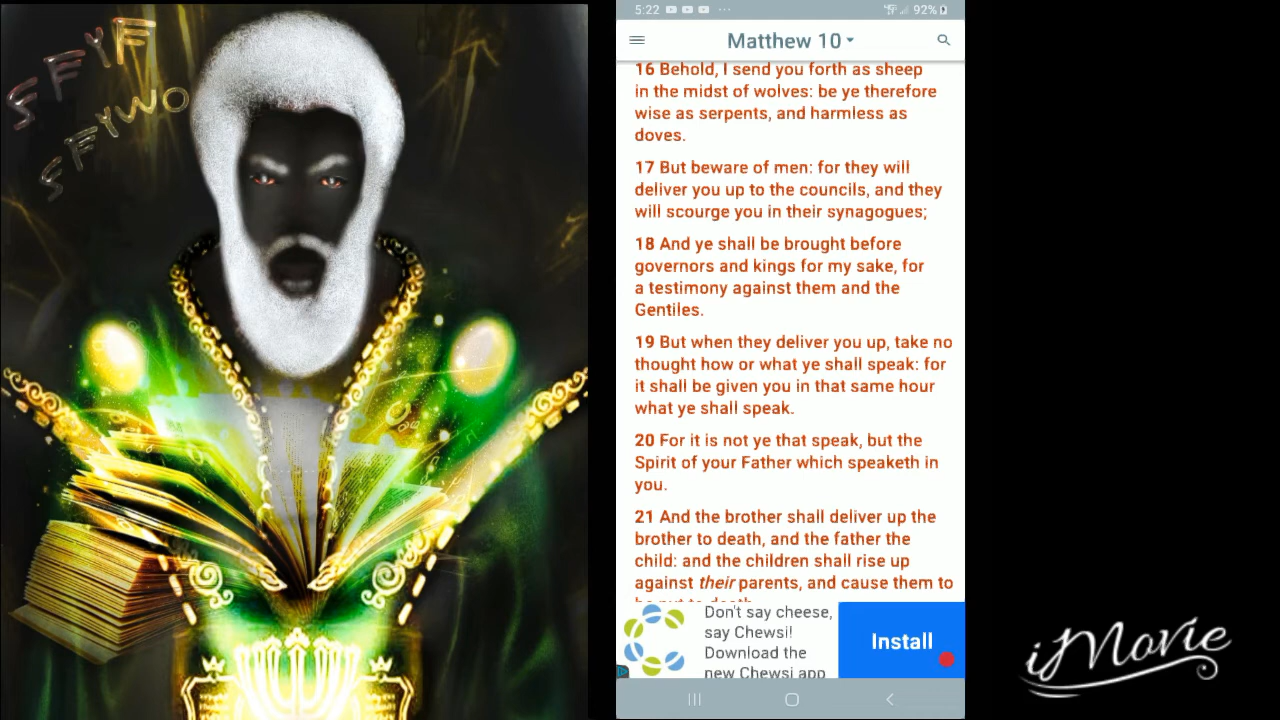 SFYF
SFYWO
5:22
92%
Matthew 10
16 Behold, I send you forth as sheep
in the midst of wolves: be ye therefore
wise as serpents, and harmless as
doves.
17 But beware of men: for they will
deliver you up to the councils, and they
will scourge you in their synagogues;
18 And ye shall be brought before
governors and kings for my sake, for
a testimony against them and the
Gentiles.
19 But when they deliver you up, take no
thought how or what ye shall speak: for
it shall be given you in that same hour
what ye shall speak.
20 For it is not ye that speak, but the
Spirit of your Father which speaketh in
you.
21 And the brother shall deliver up the
brother to death, and the father the
child: and the children shall rise up
against their parents, and cause them to
be put to death
Don't say cheese,
say Chewsi!
Download the
new Chewsi app
Install
iMovie